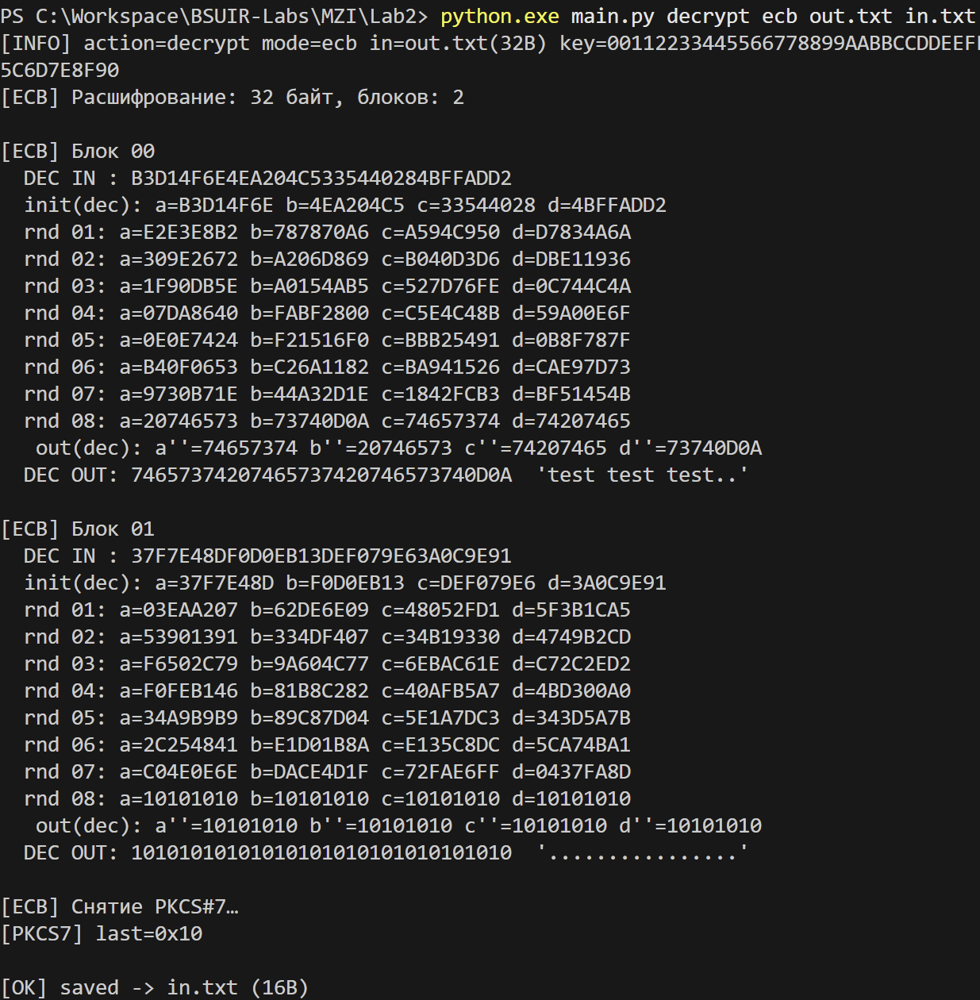 PS C:\Workspace\BSUIR-Labs\MZI\Lab2> python.exe main.py decrypt ecb out.txt in.txt
[INFO] action=decrypt mode=ecb in=out.txt(32B) key=00112233445566778899AABBCCDDEEF
5C6D7E8F90
[ECB] Расшифрование: 32 байт, блоков: 2

[ECB] Блок 00
  DEC IN : B3D14F6E4EA204C5335440284BFFADD2
  init(dec): a=B3D14F6E b=4EA204C5 c=33544028 d=4BFFADD2
  rnd 01: a=E2E3E8B2 b=787870A6 c=A594C950 d=D7834A6A
  rnd 02: a=309E2672 b=A206D869 c=B040D3D6 d=DBE11936
  rnd 03: a=1F90DB5E b=A0154AB5 c=527D76FE d=0C744C4A
  rnd 04: a=07DA8640 b=FABF2800 c=C5E4C48B d=59A00E6F
  rnd 05: a=0E0E7424 b=F21516F0 c=BBB25491 d=0B8F787F
  rnd 06: a=B40F0653 b=C26A1182 c=BA941526 d=CAE97D73
  rnd 07: a=9730B71E b=44A32D1E c=1842FCB3 d=BF51454B
  rnd 08: a=20746573 b=73740D0A c=74657374 d=74207465
   out(dec): a''=74657374 b''=20746573 c''=74207465 d''=73740D0A
  DEC OUT: 74657374207465737420746573740D0A  'test test test..'

[ECB] Блок 01
  DEC IN : 37F7E48DF0D0EB13DEF079E63A0C9E91
  init(dec): a=37F7E48D b=F0D0EB13 c=DEF079E6 d=3A0C9E91
  rnd 01: a=03EAA207 b=62DE6E09 c=48052FD1 d=5F3B1CA5
  rnd 02: a=53901391 b=334DF407 c=34B19330 d=4749B2CD
  rnd 03: a=F6502C79 b=9A604C77 c=6EBAC61E d=C72C2ED2
  rnd 04: a=F0FEB146 b=81B8C282 c=40AFB5A7 d=4BD300A0
  rnd 05: a=34A9B9B9 b=89C87D04 c=5E1A7DC3 d=343D5A7B
  rnd 06: a=2C254841 b=E1D01B8A c=E135C8DC d=5CA74BA1
  rnd 07: a=C04E0E6E b=DACE4D1F c=72FAE6FF d=0437FA8D
  rnd 08: a=10101010 b=10101010 c=10101010 d=10101010
   out(dec): a''=10101010 b''=10101010 c''=10101010 d''=10101010
  DEC OUT: 10101010101010101010101010101010  '................'

[ECB] Снятие PKCS#7…
[PKCS7] last=0x10

[OK] saved -> in.txt (16B)